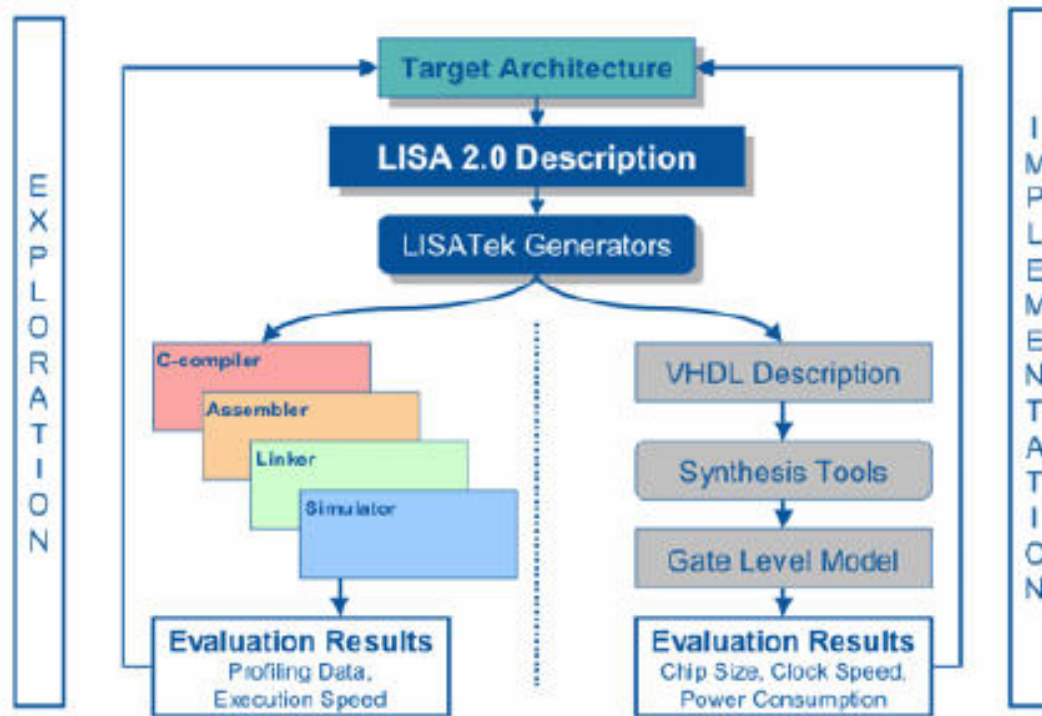 EXPLORATION
Target Architecture
LISA 2.0 Description
LISATek Generators
C-compiler
Assembler
Linker
Simulator
Evaluation Results
Profiling Data,
Execution Speed
VHDL Description
Synthesis Tools
Gate Level Model
Evaluation Results
Chip Size, Clock Speed,
Power Consumption
IMPLEMENTATION